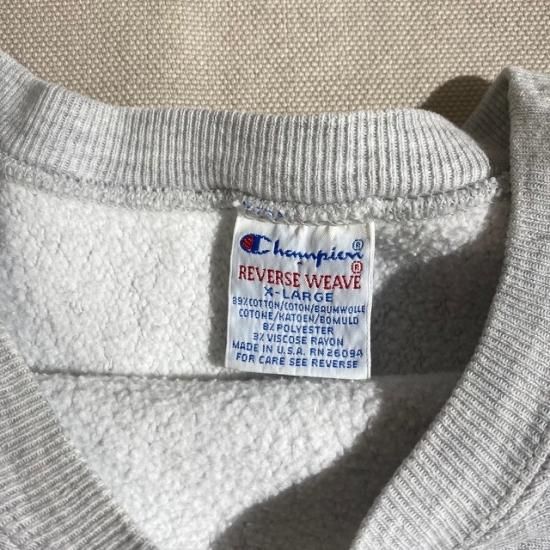 Champion®
REVERSE WEAVE®
X-LARGE
89% COTTON/COTON/BAUMWOLLE
COTONE/KATOEN/BOMULD
8% POLYESTER
3% VISCOSE RAYON
MADE IN U.S.A. RN 26094
FOR CARE SEE REVERSE